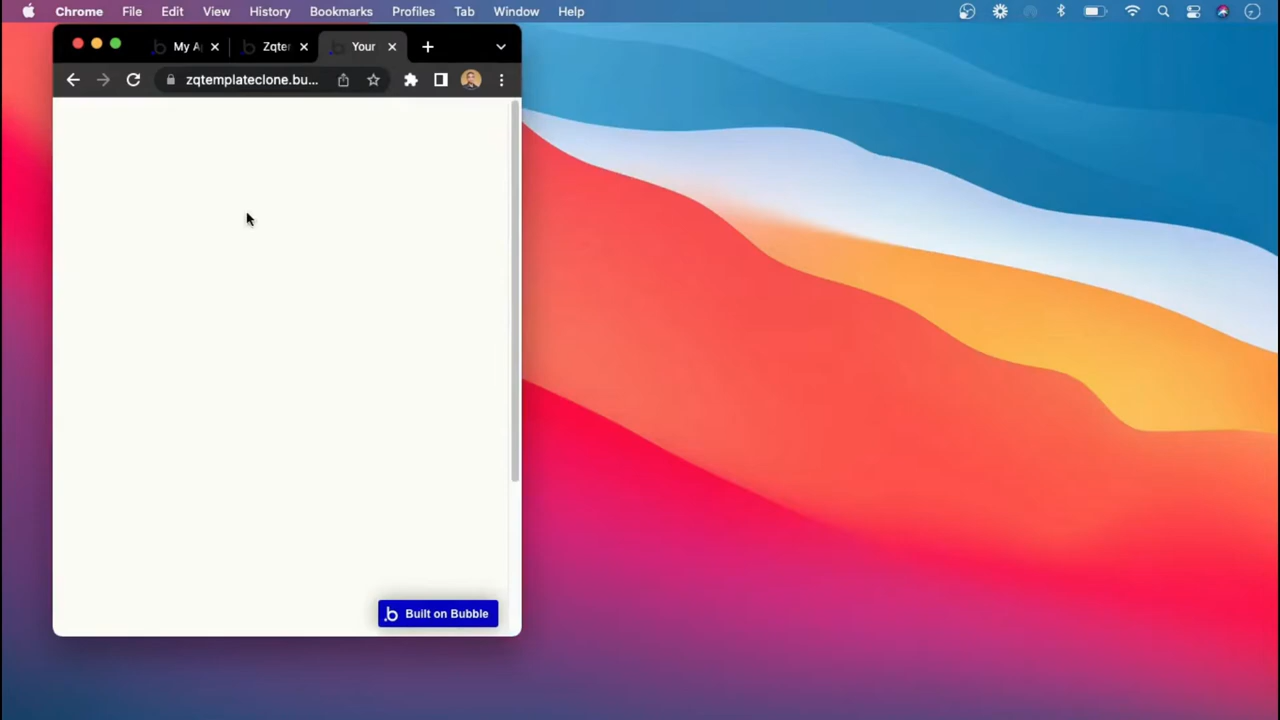 Chrome File Edit View History Bookmarks Profiles Tab Window Help
My A Zqter Your
zqtemplateclone.bu...
Built on Bubble